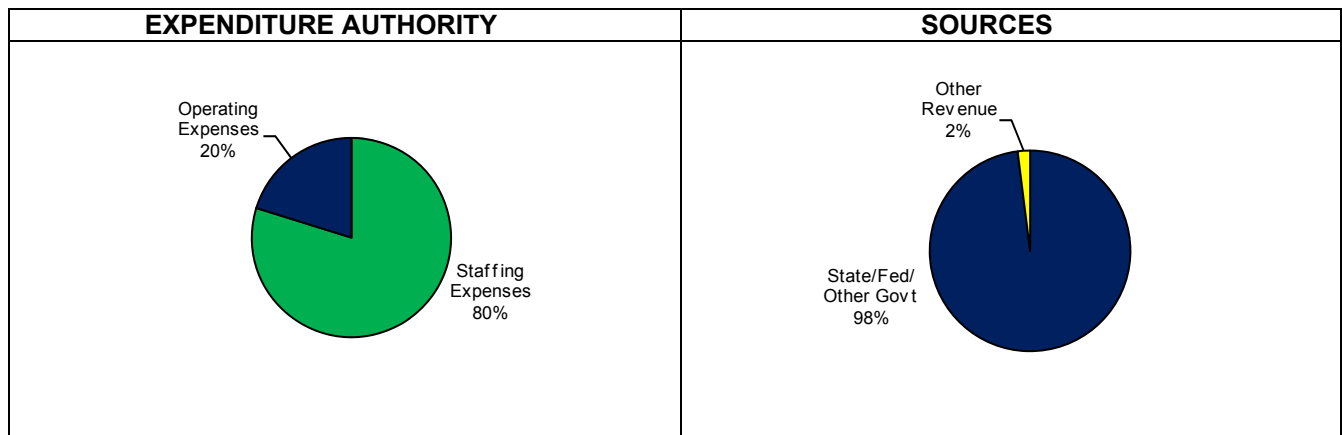 EXPENDITURE AUTHORITY
SOURCES
Operating
Expenses
20%
Staffing
Expenses
80%
Other
Revenue
2%
State/Fed/
Other Govt
98%